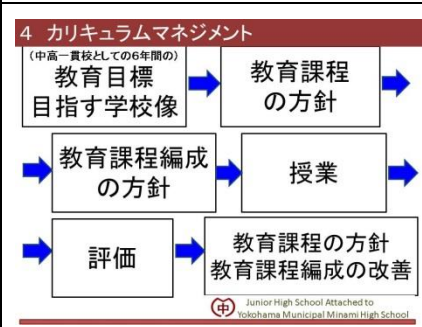 4 カリキュラムマネジメント
(中高一貫校としての6年間の)
教育目標
目指す学校像
教育課程
の方針
教育課程編成
の方針
授業
評価
教育課程の方針
教育課程編成の改善
中
Junior High School Attached to
Yokohama Municipal Minami High School